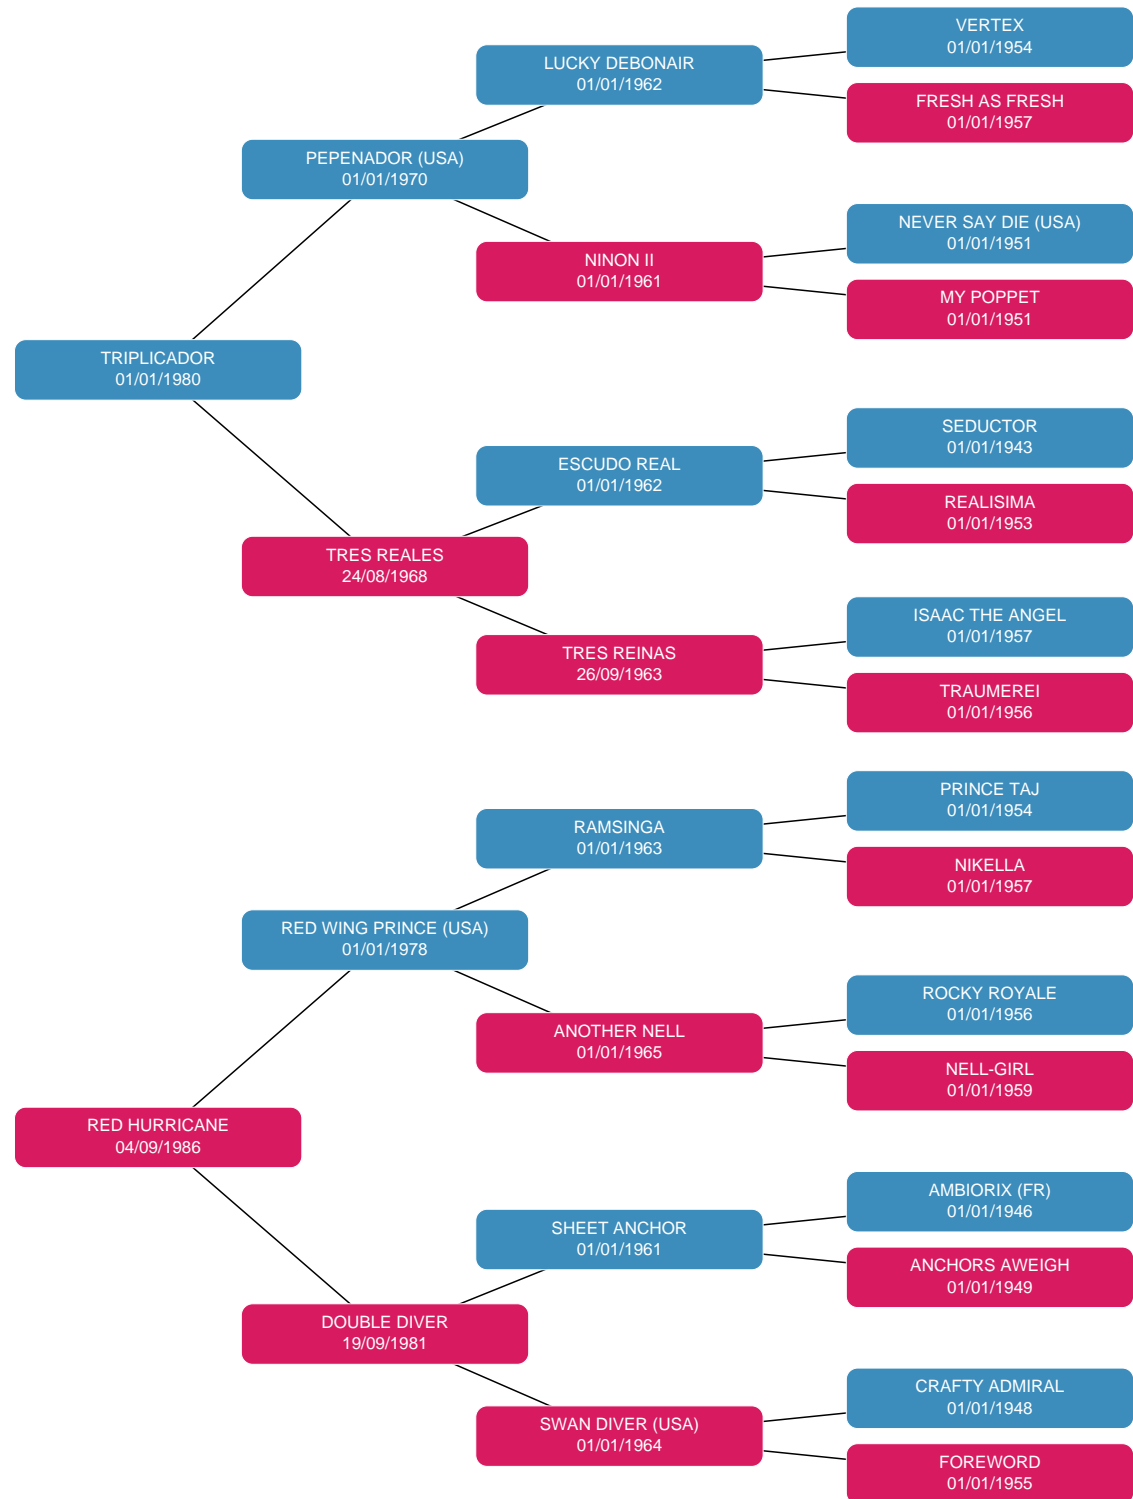 VERTEX
01/01/1954
LUCKY DEBONAIR
01/01/1962
FRESH AS FRESH
01/01/1957
PEPENADOR (USA)
01/01/1970
NEVER SAY DIE (USA)
01/01/1951
NINON II
01/01/1961
MY POPPET
01/01/1951
TRIPLICADOR
01/01/1980
SEDUCTOR
01/01/1943
ESCUDO REAL
01/01/1962
REALISIMA
01/01/1953
TRES REALES
24/08/1968
ISAAC THE ANGEL
01/01/1957
TRES REINAS
26/09/1963
TRAUMEREI
01/01/1956
PRINCE TAJ
01/01/1954
RAMSINGA
01/01/1963
NIKELLA
01/01/1957
RED WING PRINCE (USA)
01/01/1978
ROCKY ROYALE
01/01/1956
ANOTHER NELL
01/01/1965
NELL-GIRL
01/01/1959
RED HURRICANE
04/09/1986
AMBIORIX (FR)
01/01/1946
SHEET ANCHOR
01/01/1961
ANCHORS AWEIGH
01/01/1949
DOUBLE DIVER
19/09/1981
CRAFTY ADMIRAL
01/01/1948
SWAN DIVER (USA)
01/01/1964
FOREWORD
01/01/1955